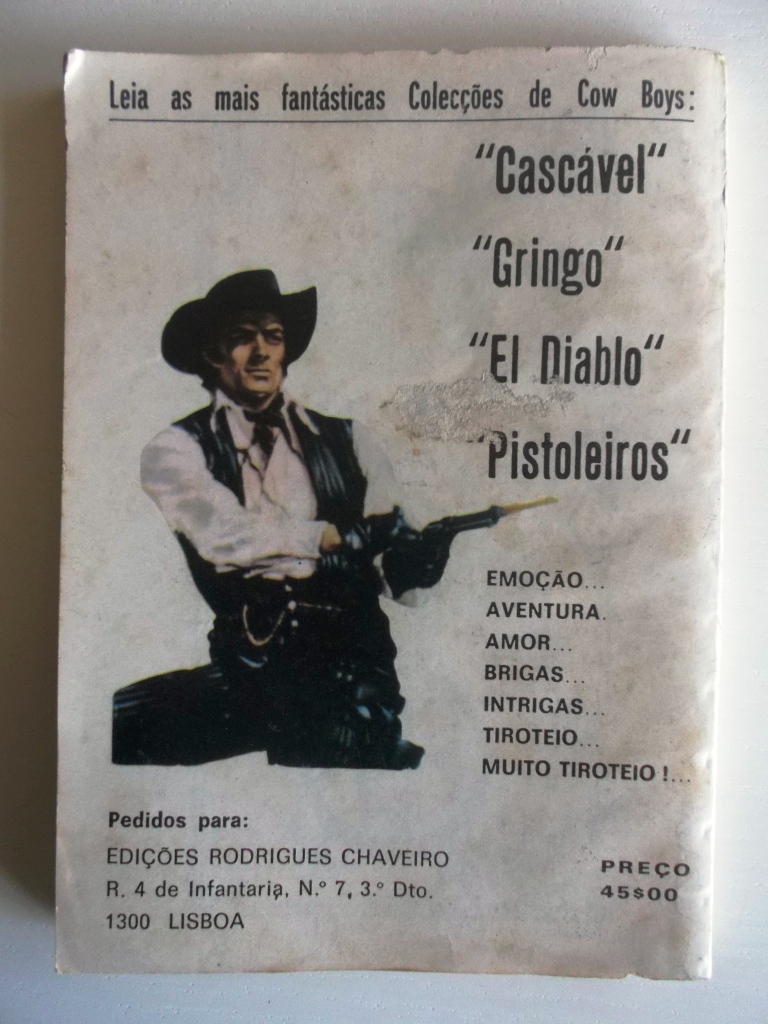 Leia as mais fantásticas Colecções de Cow Boys:
"Cascável"
"Gringo"
"El Diablo"
"Pistoleiros"
EMOÇÃO...
AVENTURA.
AMOR...
BRIGAS...
INTRIGAS...
TIROTEIO...
MUITO TIROTEIO!...
Pedidos para:
EDIÇÕES RODRIGUES CHAVEIRO
R. 4 de Infantaria, N.º 7, 3.º Dto.
1300 LISBOA
PREÇO
45$00